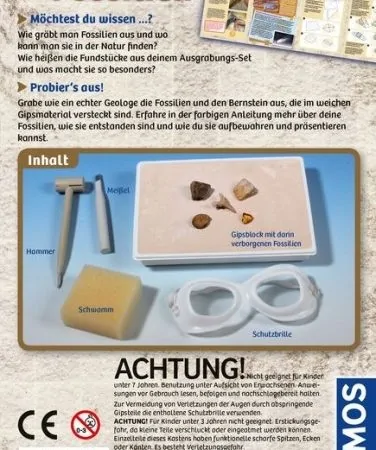 Möchtest du wissen ...?
Wie gräbt man Fossilien aus und wo
kann man sie in der Natur finden?
Wie heißen die Fundstücke aus deinem Ausgrabungs-Set
und was macht sie so besonders?
Probier's aus!
Grabe wie ein echter Geologe die Fossilien und den Bernstein aus, die im weichen
Gipsmaterial versteckt sind. Erfahre in der farbigen Anleitung mehr über deine
Fossilien, wie sie entstanden sind und wie du sie aufbewahren und präsentieren
kannst.
Inhalt
Meißel
Hammer
Gipsblock mit darin
verborgenen Fossilien
Schwamm
Schutzbrille
ACHTUNG! Nicht geeignet für Kinder
unter 7 Jahren. Benutzung unter Aufsicht von Erwachsenen. Anwei-
sungen vor Gebrauch lesen, befolgen und nachschlagebereit halten.
Zur Vermeidung von Verletzungen der Augen durch abspringende
Gipsteile die enthaltene Schutzbrille verwenden.
ACHTUNG! Für Kinder unter 3 Jahren nicht geeignet. Erstickungsge-
fahr, da kleine Teile verschluckt oder eingeatmet werden können.
Einzelteile dieses Kastens haben funktionelle scharfe Spitzen, Ecken
oder Kanten. Es besteht Verletzungsgefahr.
CE
0-3
MOS